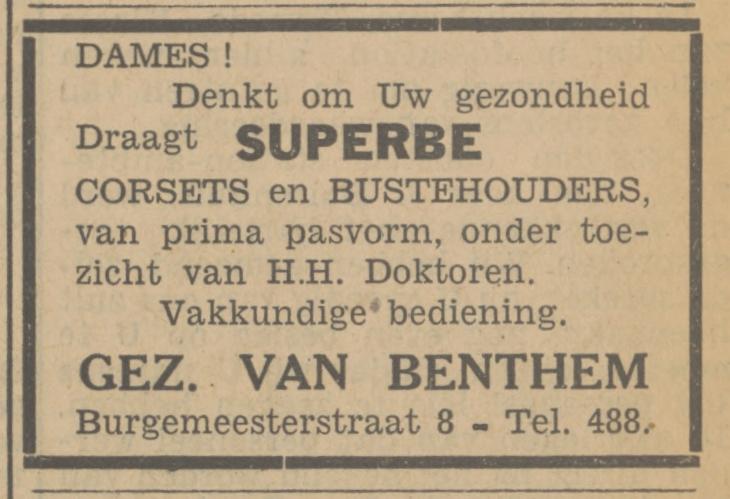 DAMES !
Denkt om Uw gezondheid
Draagt SUPERBE
CORSETS en BUSTEHOUDERS,
van prima pasvorm, onder toe-
zicht van H.H. Doktoren.
Vakkundige bediening.
GEZ. VAN BENTHEM
Burgemeesterstraat 8 - Tel. 488.